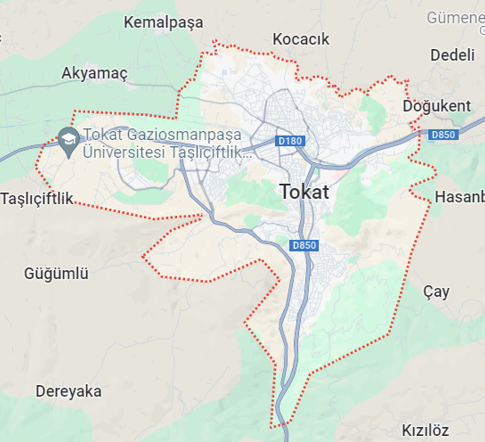 Kemalpaşa
Gümene
G
Kocacık
Dedeli
Akyamaç
Doğukent
Tokat Gaziosmanpaşa
Üniversitesi Taşlıçiftlik...
D180
D850
Tokat
Taşlıçiftlik
Hasanb
D850
Güğümlü
Çay
Dereyaka
Kızılöz